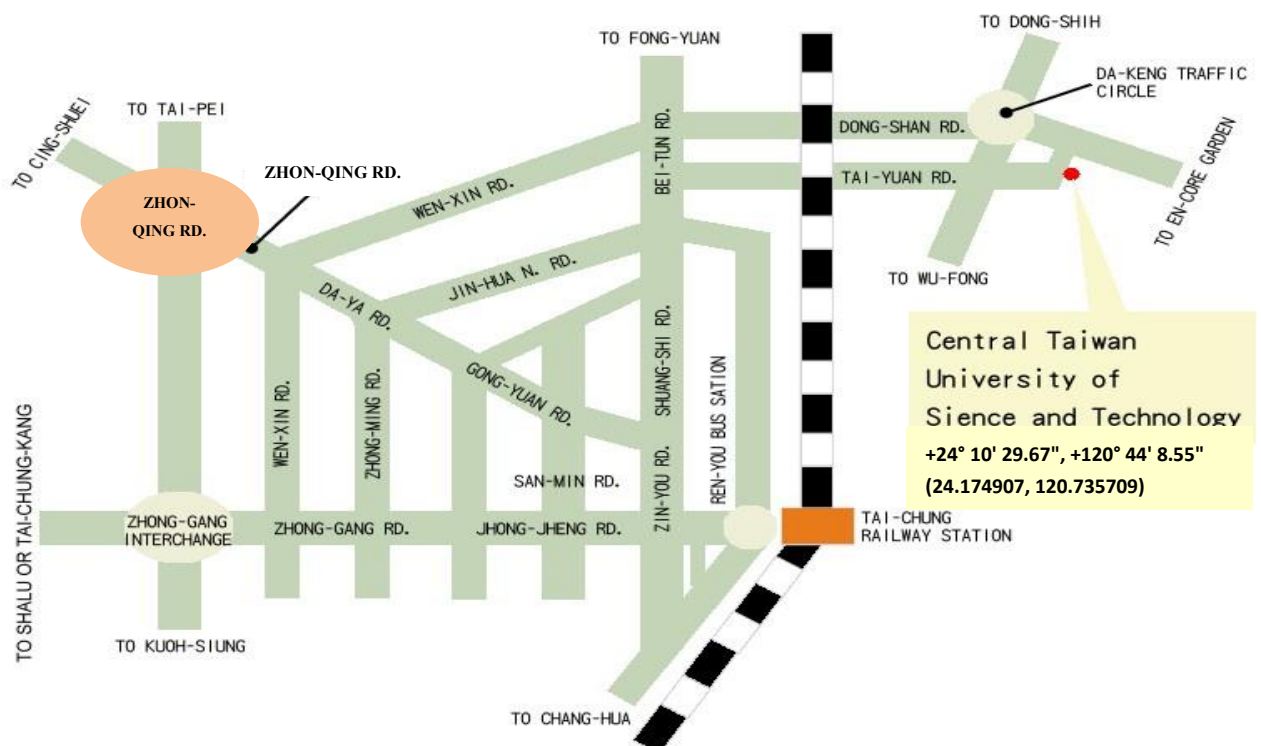 TO DONG-SHIH
TO FONG-YUAN
DA-KENG TRAFFIC
CIRCLE
TO TAI-PEI
TO CING-SHUEI
BEI-TUN RD.
DONG-SHAN RD.
ZHON-QING RD.
TAI-YUAN RD.
WEN-XIN RD.
ZHON-
QING RD.
TO EN-CORE GARDEN
JIN-HUA N. RD.
TO WU-FONG
DA-YA RD.
Central Taiwan
University of
Sience and Technology
+24° 10' 29.67", +120° 44' 8.55"
(24.174907, 120.735709)
SHUANG-SHI RD.
GONG-YUAN RD.
WEN-XIN RD.
ZHONG-MING RD.
REN-YOU BUS SATION
SAN-MIN RD.
ZIN-YOU RD.
TO SHALU OR TAI-CHUNG-KANG
ZHONG-GANG
INTERCHANGE
ZHONG-GANG RD.
JHONG-JHENG RD.
TAI-CHUNG
RAILWAY STATION
TO KUOH-SIUNG
TO CHANG-HUA